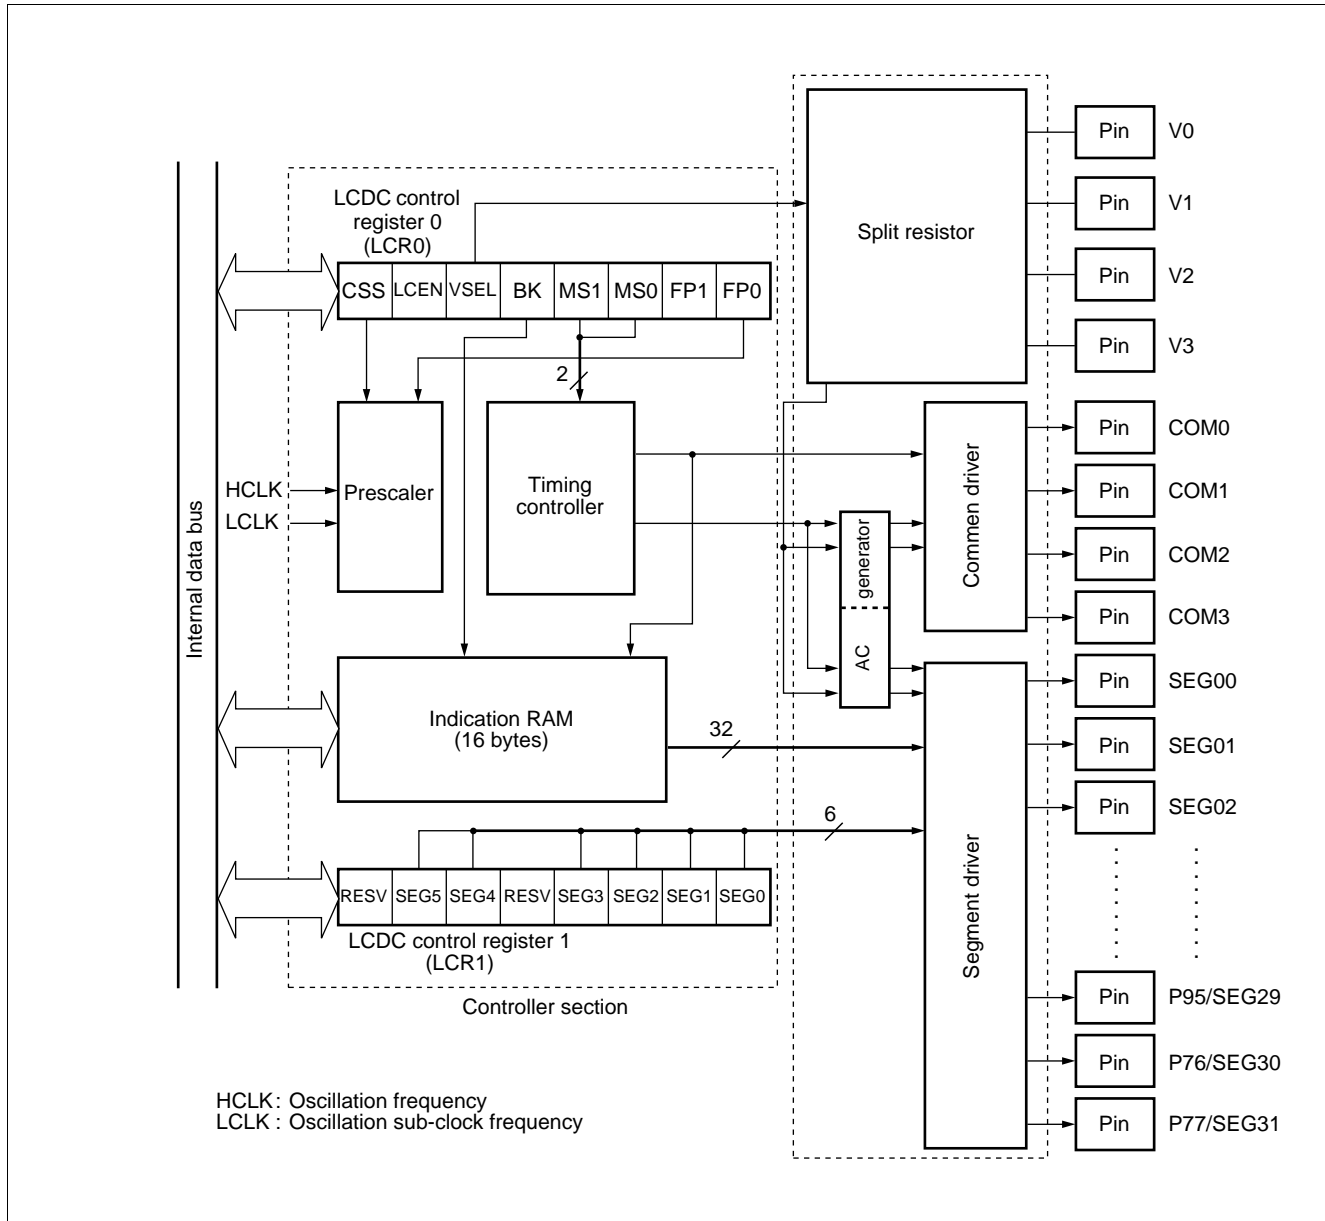 LCDC control
register 0
(LCR0)
CSS LCEN VSEL BK MS1 MS0 FP1 FP0
2
Internal data bus
HCLK
LCLK
Prescaler
Timing
controller
Split resistor
Commen driver
generator
AC
Indication RAM
(16 bytes)
32
6
RESV SEG5 SEG4 RESV SEG3 SEG2 SEG1 SEG0
LCDC control register 1
(LCR1)
Controller section
Segment driver
Pin V0
Pin V1
Pin V2
Pin V3
Pin COM0
Pin COM1
Pin COM2
Pin COM3
Pin SEG00
Pin SEG01
Pin SEG02
Pin P95/SEG29
Pin P76/SEG30
Pin P77/SEG31
HCLK : Oscillation frequency
LCLK : Oscillation sub-clock frequency